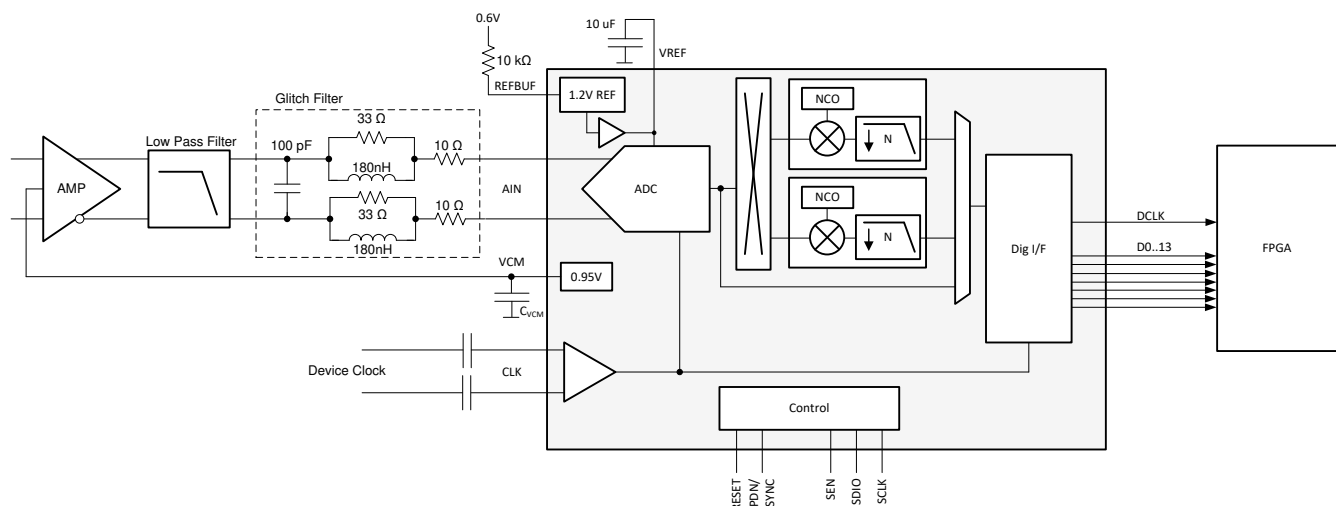 0.6V
10 uF
VREF
10 kΩ
REFBUF
1.2V REF
NCO
N
Glitch Filter
33 Ω
Low Pass Filter
100 pF
10 Ω
180nH
AMP
AIN
ADC
33 Ω
10 Ω
180nH
NCO
N
Dig I/F
DCLK
D0..13
FPGA
VCM
0.95V
CVCM
Device Clock
CLK
Control
PDN/
SYNC
SEN
SDIO
SCLK